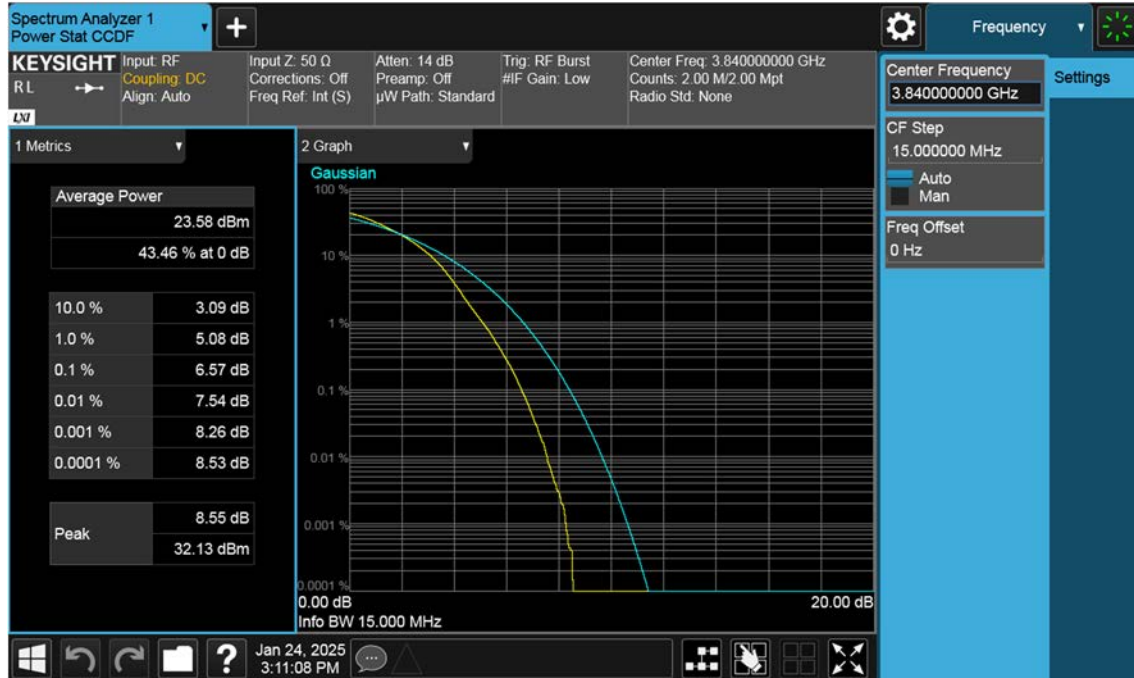 Spectrum Analyzer 1
Power Stat CCDF
Frequency
KEYSIGHT
RL
LXI
Input: RF
Coupling: DC
Align: Auto
Input Z: 50 Ω
Corrections: Off
Freq Ref: Int (S)
Atten: 14 dB
Preamp: Off
µW Path: Standard
Trig: RF Burst
#IF Gain: Low
Center Freq: 3.840000000 GHz
Counts: 2.00 M/2.00 Mpt
Radio Std: None
Center Frequency
3.840000000 GHz
Settings
CF Step
15.000000 MHz
Auto
Man
Freq Offset
0 Hz
1 Metrics
Average Power
23.58 dBm
43.46 % at 0 dB
10.0 % 3.09 dB
1.0 % 5.08 dB
0.1 % 6.57 dB
0.01 % 7.54 dB
0.001 % 8.26 dB
0.0001 % 8.53 dB
Peak
8.55 dB
32.13 dBm
2 Graph
Gaussian
100 %
10 %
1 %
0.1 %
0.01 %
0.001 %
0.0001 %
0.00 dB 20.00 dB
Info BW 15.000 MHz
?
Jan 24, 2025
3:11:08 PM